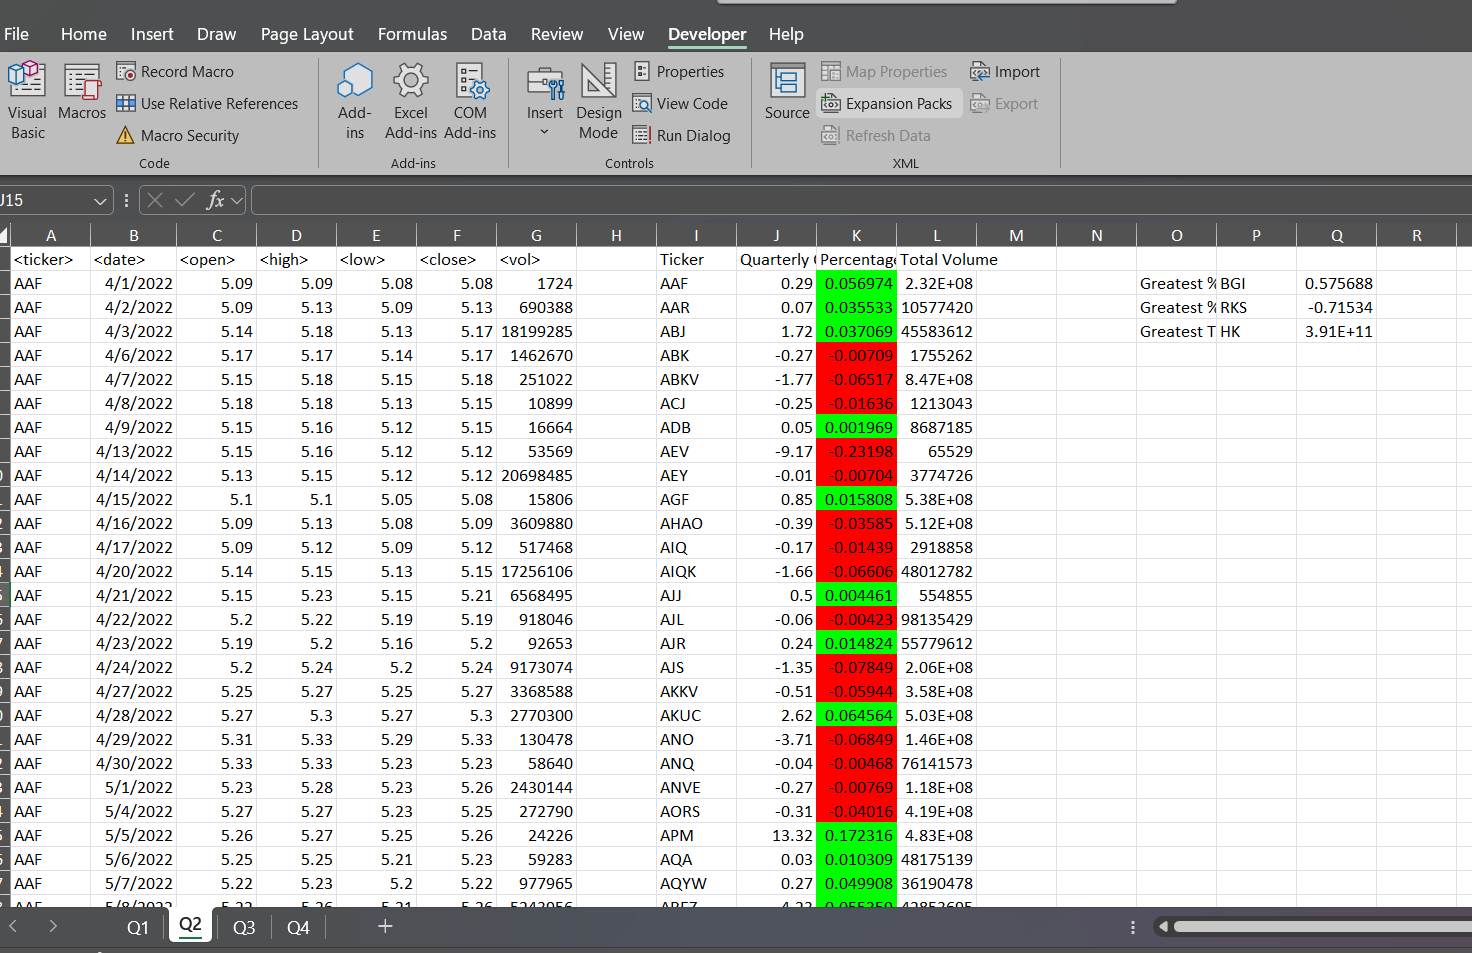 File Home Insert Draw Page Layout Formulas Data Review View Developer Help
Visual Basic Macros Record Macro Use Relative References Macro Security Code
Add-ins Excel Add-ins COM Add-ins Add-ins
Insert Design Mode Properties View Code Run Dialog Controls
Source Map Properties Expansion Packs Refresh Data Import Export XML
J15 fx
A B C D E F G H I J K L M N O P Q R
<ticker> <date> <open> <high> <low> <close> <vol> Ticker Quarterly Percentage Total Volume
AAF 4/1/2022 5.09 5.09 5.08 5.08 1724 AAF 0.29 0.056974 2.32E+08 Greatest % BGI 0.575688
AAF 4/2/2022 5.09 5.13 5.09 5.13 690388 AAR 0.07 0.035533 10577420 Greatest % RKS -0.71534
AAF 4/3/2022 5.14 5.18 5.13 5.17 18199285 ABJ 1.72 0.037069 45583612 Greatest T HK 3.91E+11
AAF 4/6/2022 5.17 5.17 5.14 5.17 1462670 ABK -0.27 -0.00709 1755262
AAF 4/7/2022 5.15 5.18 5.15 5.18 251022 ABKV -1.77 -0.06517 8.47E+08
AAF 4/8/2022 5.18 5.18 5.13 5.15 10899 ACJ -0.25 -0.01636 1213043
AAF 4/9/2022 5.15 5.16 5.12 5.15 16664 ADB 0.05 0.001969 8687185
AAF 4/13/2022 5.15 5.16 5.12 5.12 53569 AEV -9.17 -0.23198 65529
AAF 4/14/2022 5.13 5.15 5.12 5.12 20698485 AEY -0.01 -0.00704 3774726
AAF 4/15/2022 5.1 5.1 5.05 5.08 15806 AGF 0.85 0.015808 5.38E+08
AAF 4/16/2022 5.09 5.13 5.08 5.09 3609880 AHAO -0.39 -0.03585 5.12E+08
AAF 4/17/2022 5.09 5.12 5.09 5.12 517468 AIQ -0.17 -0.01439 2918858
AAF 4/20/2022 5.14 5.15 5.13 5.15 17256106 AIQK -1.66 -0.06606 48012782
AAF 4/21/2022 5.15 5.23 5.15 5.21 6568495 AJJ 0.5 0.004461 554855
AAF 4/22/2022 5.2 5.22 5.19 5.19 918046 AJL -0.06 -0.00423 98135429
AAF 4/23/2022 5.19 5.2 5.16 5.2 92653 AJR 0.24 0.014824 55779612
AAF 4/24/2022 5.2 5.24 5.2 5.24 9173074 AJS -1.35 -0.07849 2.06E+08
AAF 4/27/2022 5.25 5.27 5.25 5.27 3368588 AKKV -0.51 -0.05944 3.58E+08
AAF 4/28/2022 5.27 5.3 5.27 5.3 2770300 AKUC 2.62 0.064564 5.03E+08
AAF 4/29/2022 5.31 5.33 5.29 5.33 130478 ANO -3.71 -0.06849 1.46E+08
AAF 4/30/2022 5.33 5.33 5.23 5.23 58640 ANQ -0.04 -0.00468 76141573
AAF 5/1/2022 5.23 5.28 5.23 5.26 2430144 ANVE -0.27 -0.00769 1.18E+08
AAF 5/4/2022 5.27 5.27 5.23 5.25 272790 AORS -0.31 -0.04016 4.19E+08
AAF 5/5/2022 5.26 5.27 5.25 5.26 24226 APM 13.32 0.172316 4.83E+08
AAF 5/6/2022 5.25 5.25 5.21 5.23 59283 AQA 0.03 0.010309 48175139
AAF 5/7/2022 5.22 5.23 5.2 5.22 977965 AQYW 0.27 0.049908 36190478
Q1 Q2 Q3 Q4 +